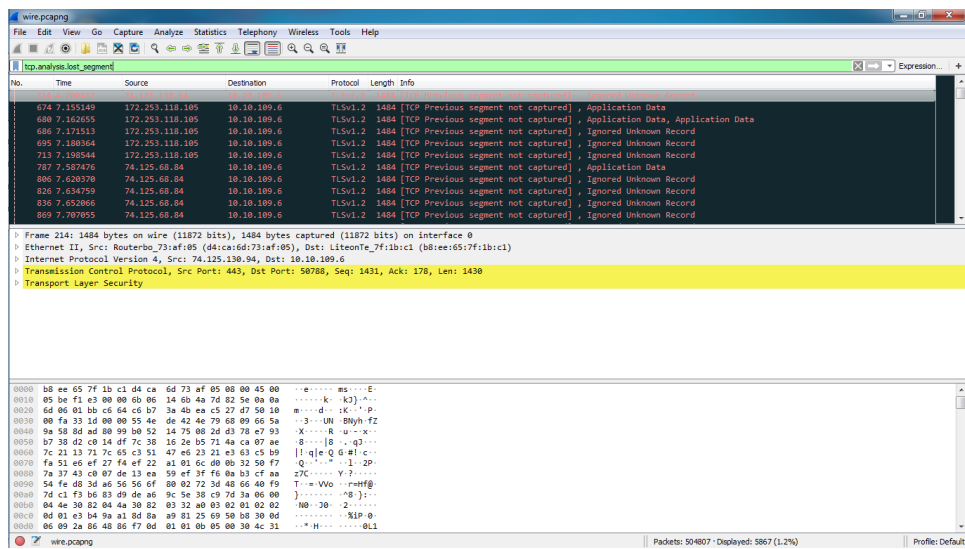 wire.pcapng
File Edit View Go Capture Analyze Statistics Telephony Wireless Tools Help
tcp.analysis.lost_segment
Expression... +
No. Time Source Destination Protocol Length Info
674 7.155149 172.253.118.105 10.10.109.6 TLSv1.2 1484 [TCP Previous segment not captured] , Application Data
680 7.162655 172.253.118.105 10.10.109.6 TLSv1.2 1484 [TCP Previous segment not captured] , Application Data, Application Data
686 7.171513 172.253.118.105 10.10.109.6 TLSv1.2 1484 [TCP Previous segment not captured] , Ignored Unknown Record
695 7.180364 172.253.118.105 10.10.109.6 TLSv1.2 1484 [TCP Previous segment not captured] , Ignored Unknown Record
713 7.198544 172.253.118.105 10.10.109.6 TLSv1.2 1484 [TCP Previous segment not captured] , Ignored Unknown Record
787 7.587476 74.125.68.84 10.10.109.6 TLSv1.2 1484 [TCP Previous segment not captured] , Application Data
806 7.620370 74.125.68.84 10.10.109.6 TLSv1.2 1484 [TCP Previous segment not captured] , Ignored Unknown Record
826 7.634759 74.125.68.84 10.10.109.6 TLSv1.2 1484 [TCP Previous segment not captured] , Ignored Unknown Record
836 7.652066 74.125.68.84 10.10.109.6 TLSv1.2 1484 [TCP Previous segment not captured] , Ignored Unknown Record
869 7.707055 74.125.68.84 10.10.109.6 TLSv1.2 1484 [TCP Previous segment not captured] , Ignored Unknown Record
Frame 214: 1484 bytes on wire (11872 bits), 1484 bytes captured (11872 bits) on interface 0
Ethernet II, Src: Routerbo_73:af:05 (d4:ca:6d:73:af:05), Dst: LiteonTe_7f:1b:c1 (b8:ee:65:7f:1b:c1)
Internet Protocol Version 4, Src: 74.125.130.94, Dst: 10.10.109.6
Transmission Control Protocol, Src Port: 443, Dst Port: 50788, Seq: 1431, Ack: 178, Len: 1430
Transport Layer Security
0000 b8 ee 65 7f 1b c1 d4 ca 6d 73 af 05 08 00 45 00 ··e····· ms····E·
0010 05 be f1 e3 00 00 6b 06 14 6b 4a 7d 82 5e 0a 0a ······k· ·kJ}·^··
0020 6d 06 01 bb c6 64 c6 b7 3a 4b ea c5 27 d7 50 10 m····d·· :K··'·P·
0030 00 fa 33 1d 00 00 55 4e de 42 4e 79 68 09 66 5a ··3···UN ·BNyh·fZ
0040 9a 58 8d ad 80 99 b0 52 14 75 08 2d d3 78 e7 93 ·X·····R ·u·-·x··
0050 b7 38 d2 c0 14 df 7c 38 16 2e b5 71 4a ca 07 ae ·8····|8 ·.·qJ···
0060 7c 21 13 71 7c 65 c3 51 47 e6 23 21 e3 63 c5 b9 |!·q|e·Q G·#!·c··
0070 fa 51 e6 ef 27 f4 ef 22 a1 01 6c d0 0b 32 50 f7 ·Q··'··" ··l··2P·
0080 7a 37 43 c0 07 de 13 ea 59 ef 3f f6 0a b3 cf aa z7C····· Y·?·····
0090 54 fe d8 3d a6 56 56 6f 80 02 72 3d 48 66 40 f9 T··=·VVo ··r=Hf@·
00a0 7d c1 f3 b6 83 d9 de a6 9c 5e 38 c9 7d 3a 06 00 }······· ·^8·}:··
00b0 04 4e 30 82 04 4a 30 82 03 32 a0 03 02 01 02 02 ·N0··J0· ·2······
00c0 0d 01 e3 b4 9a a1 8d 8a a9 81 25 69 50 b8 30 0d ········ ··%iP·0·
00d0 06 09 2a 86 48 86 f7 0d 01 01 0b 05 00 30 4c 31 ··*·H··· ·····0L1
wire.pcapng
Packets: 504807 · Displayed: 5867 (1.2%)
Profile: Default